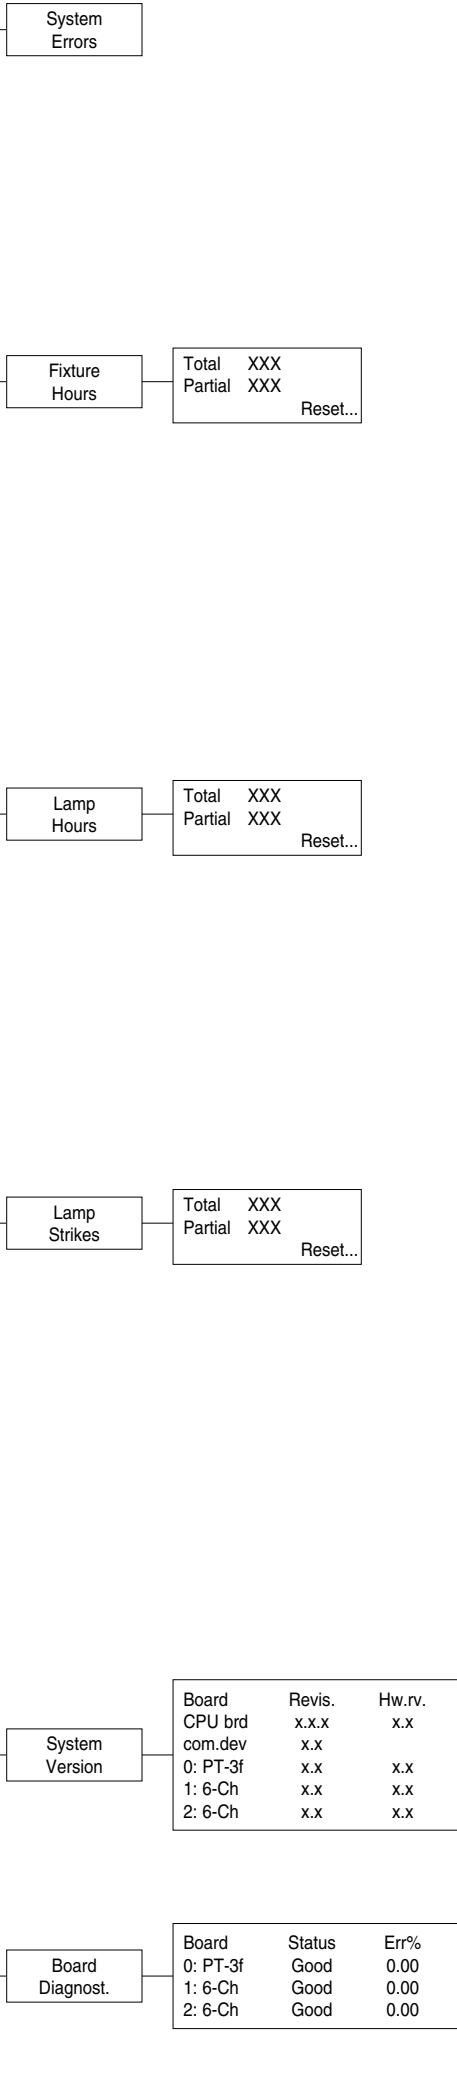 System
Errors
Fixture
Hours
Total XXX
Partial XXX
Reset...
Lamp
Hours
Total XXX
Partial XXX
Reset...
Lamp
Strikes
Total XXX
Partial XXX
Reset...
System
Version
Board Revis. Hw.rv.
CPU brd x.x.x x.x
com.dev x.x
0: PT-3f x.x x.x
1: 6-Ch x.x x.x
2: 6-Ch x.x x.x
Board
Diagnost.
Board Status Err%
0: PT-3f Good 0.00
1: 6-Ch Good 0.00
2: 6-Ch Good 0.00